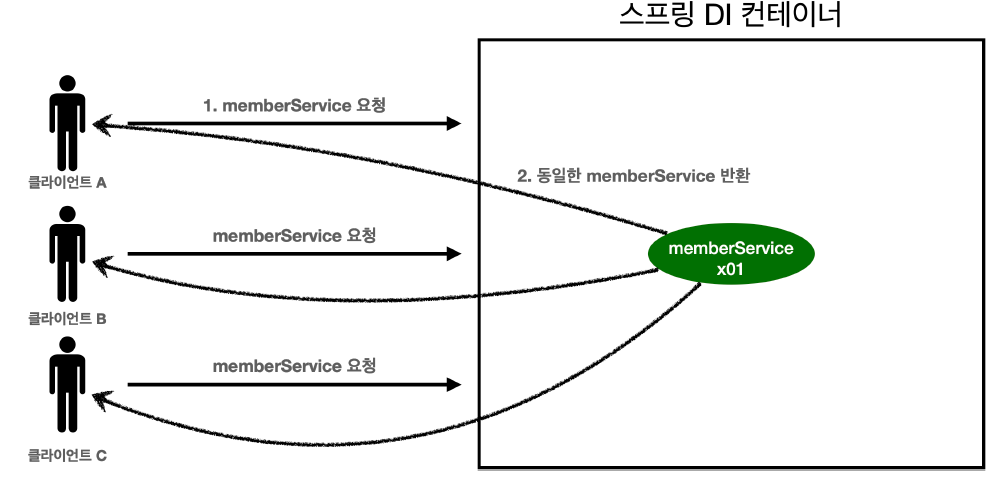 스프링 DI 컨테이너
1. memberService 요청
클라이언트 A
2. 동일한 memberService 반환
memberService 요청
memberService
x01
클라이언트 B
memberService 요청
클라이언트 C